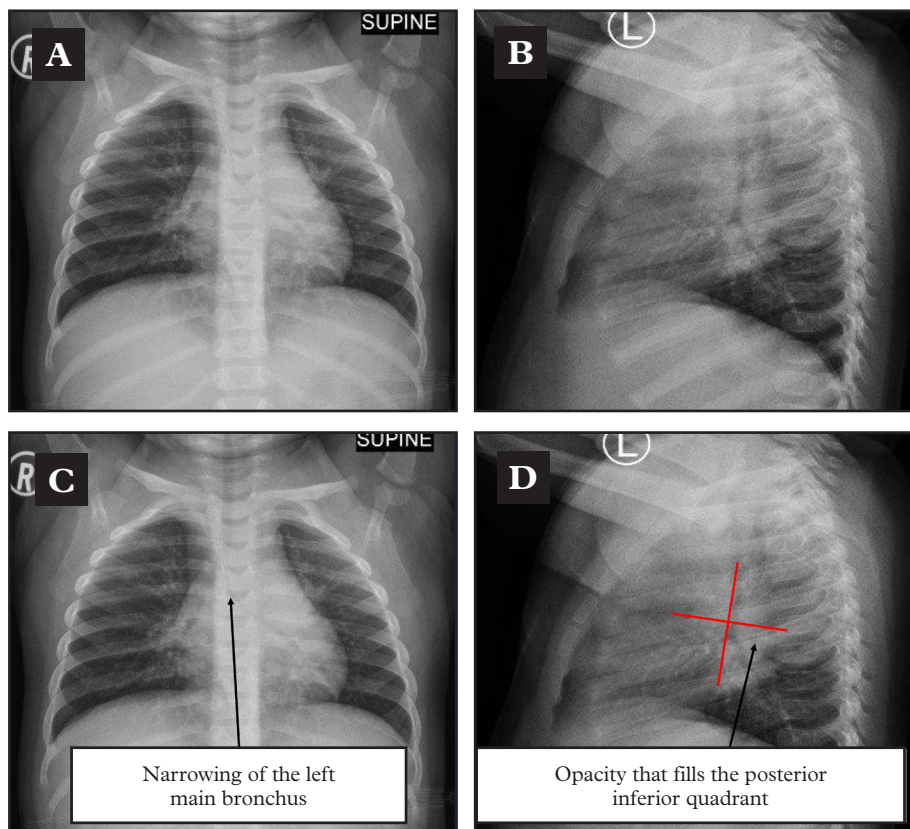 SUPINE
R
A
L
B
SUPINE
R
C
L
D
Narrowing of the left
main bronchus
Opacity that fills the posterior
inferior quadrant